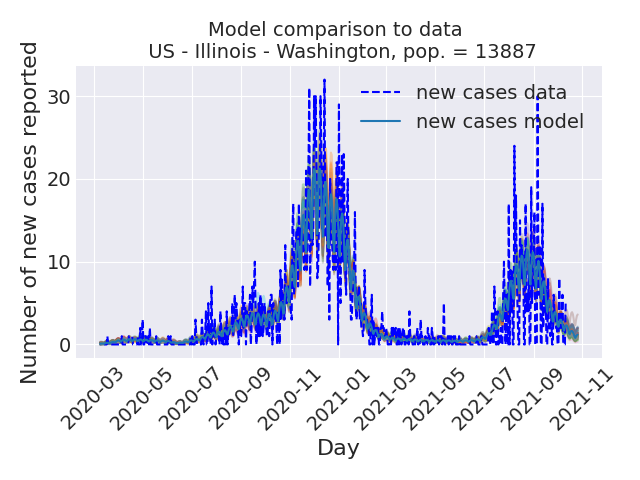 Model comparison to data
US - Illinois - Washington, pop. = 13887
Number of new cases reported
30
20
10
0
new cases data
new cases model
2020-03
2020-05
2020-07
2020-09
2020-11
2021-01
2021-03
2021-05
2021-07
2021-09
2021-11
Day